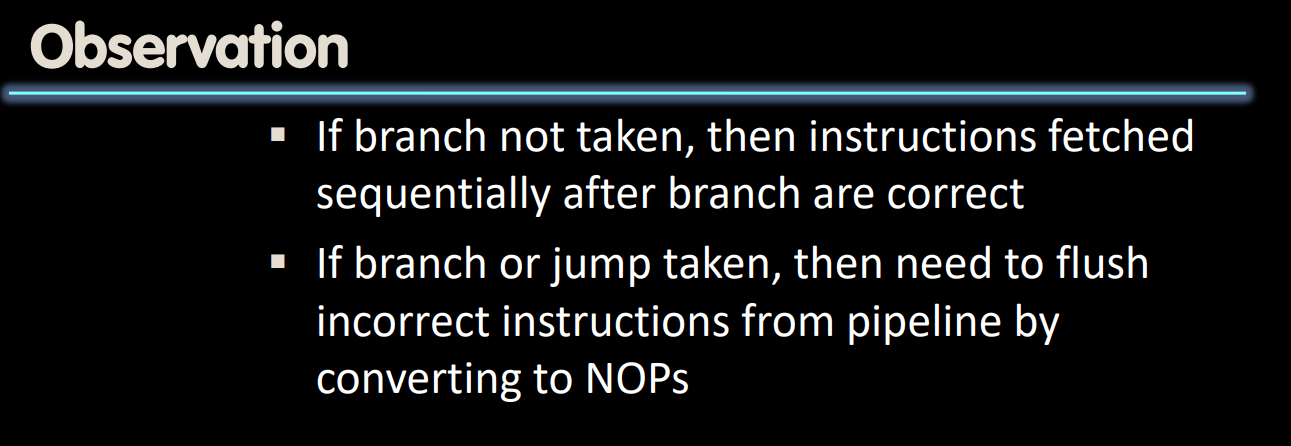 Observation
▪ If branch not taken, then instructions fetched
sequentially after branch are correct
▪ If branch or jump taken, then need to flush
incorrect instructions from pipeline by
converting to NOPs